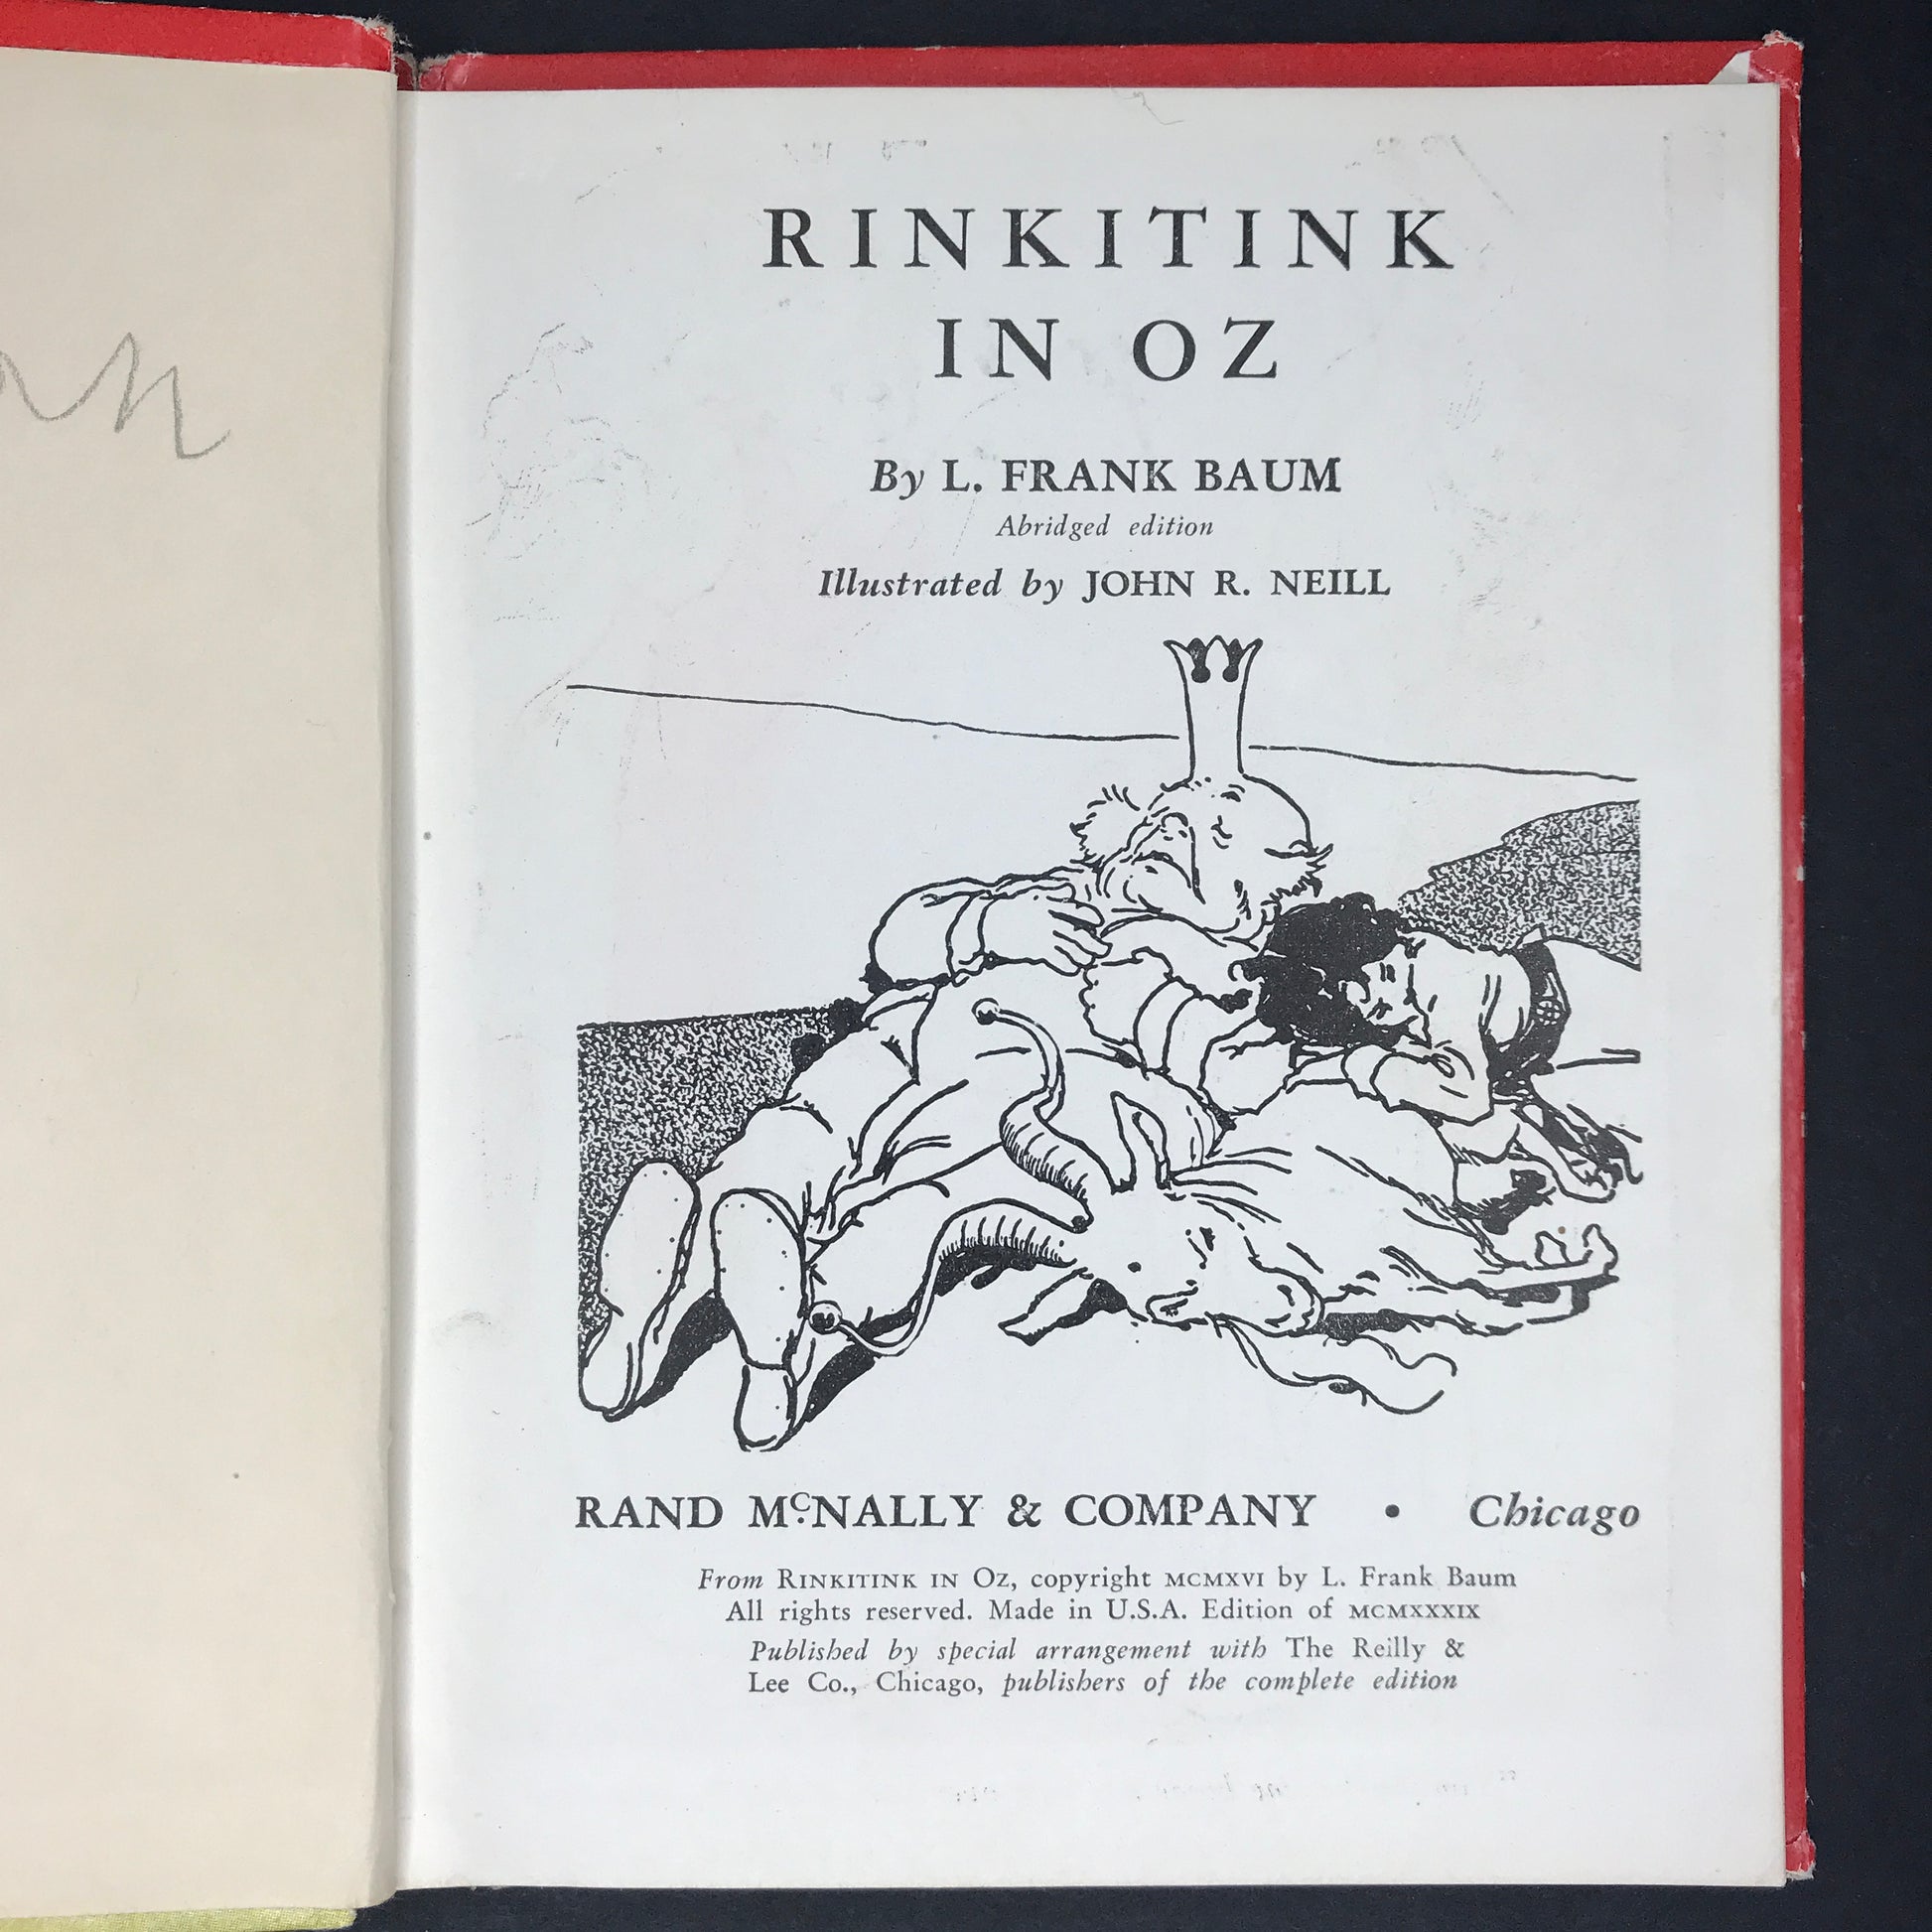 RINKITINK
IN OZ
By L. FRANK BAUM
Abridged edition
Illustrated by JOHN R. NEILL
RAND McNALLY & COMPANY • Chicago
From RINKITINK IN OZ, copyright MCMXVI by L. Frank Baum
All rights reserved. Made in U.S.A. Edition of MCMXXXIX
Published by special arrangement with The Reilly &
Lee Co., Chicago, publishers of the complete edition